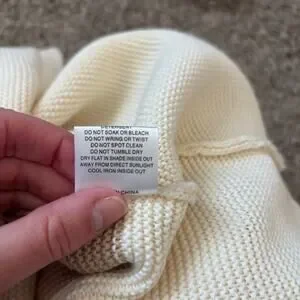 DETERGENT
DO NOT SOAK OR BLEACH
DO NOT WRING OR TWIST
DO NOT SPOT CLEAN
DO NOT TUMBLE DRY
DRY FLAT IN SHADE INSIDE OUT
AWAY FROM DIRECT SUNLIGHT
COOL IRON INSIDE OUT
CHINA